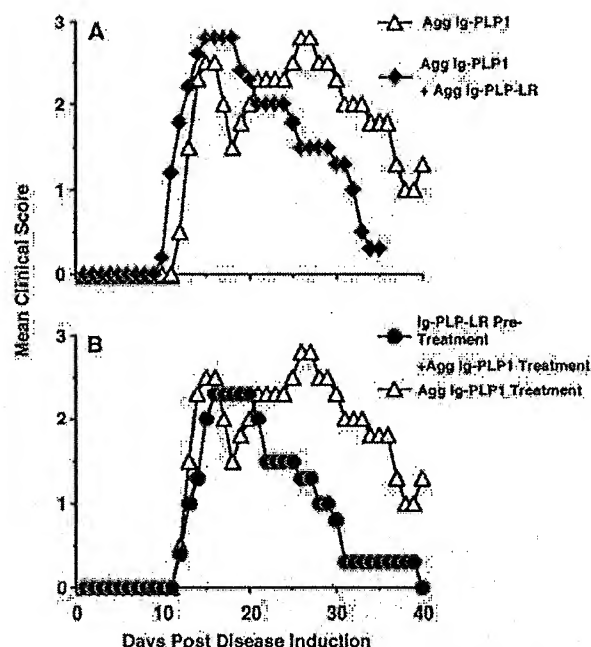 A
3
2
1
0
Agg Ig-PLP1
Agg Ig-PLP1
+ Agg Ig-PLP-LR
Mean Clinical Score
B
3
2
1
0
Ig-PLP-LR Pre-
Treatment
+Agg Ig-PLP1 Treatment
Agg Ig-PLP1 Treatment
0 10 20 30 40
Days Post Disease Induction